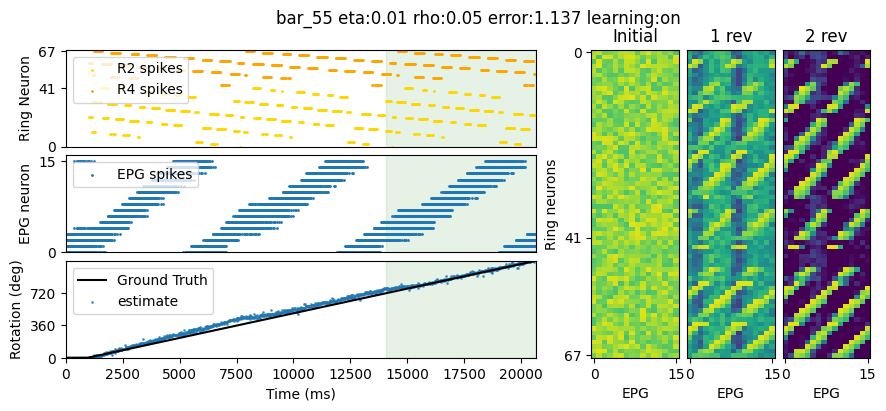 bar_55 eta:0.01 rho:0.05 error:1.137 learning:on
Ring Neuron
67
41
0
R2 spikes
R4 spikes
EPG neuron
15
0
EPG spikes
Rotation (deg)
720
360
0
Ground Truth
estimate
0 2500 5000 7500 10000 12500 15000 17500 20000
Time (ms)
Initial 1 rev 2 rev
Ring neurons
0
41
67
0 15 0 15 0 15
EPG EPG EPG